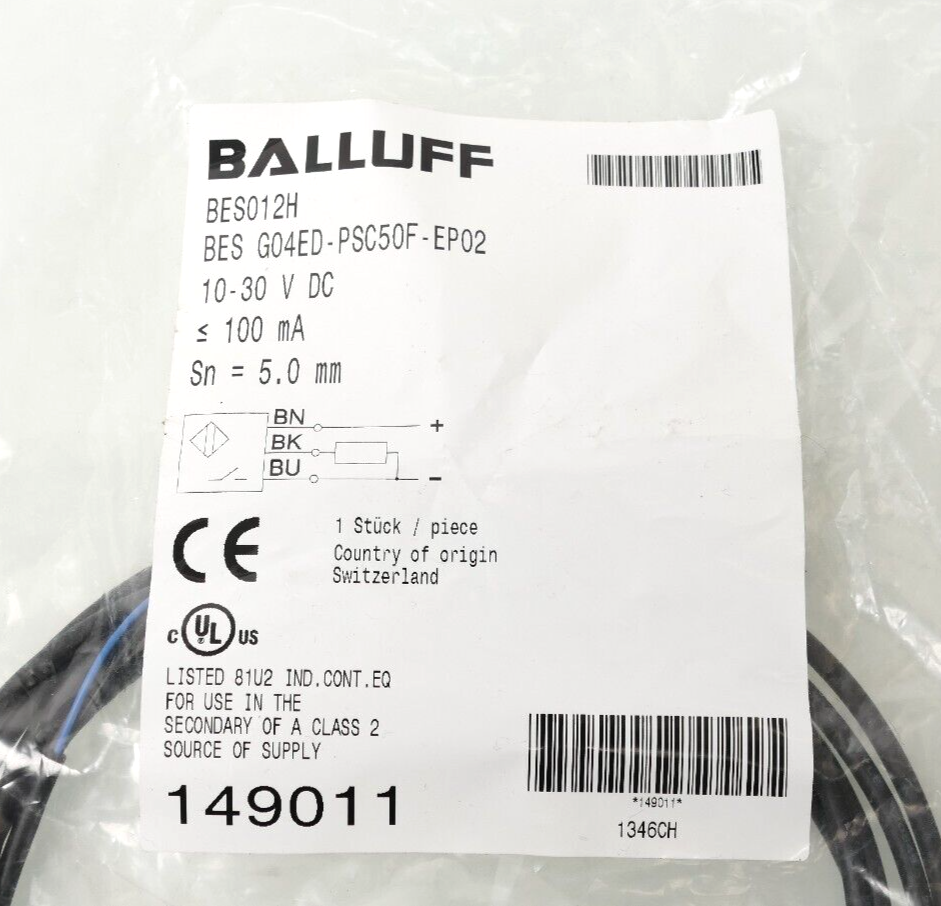 BALLUFF
BES012H
BES G04ED-PSC50F-EP02
10-30 V DC
≤ 100 mA
Sn = 5.0 mm
BN +
BK
BU −
CE
1 Stück / piece
Country of origin
Switzerland
C UL US
LISTED 81U2 IND.CONT.EQ
FOR USE IN THE
SECONDARY OF A CLASS 2
SOURCE OF SUPPLY
149011
*149011*
1346CH